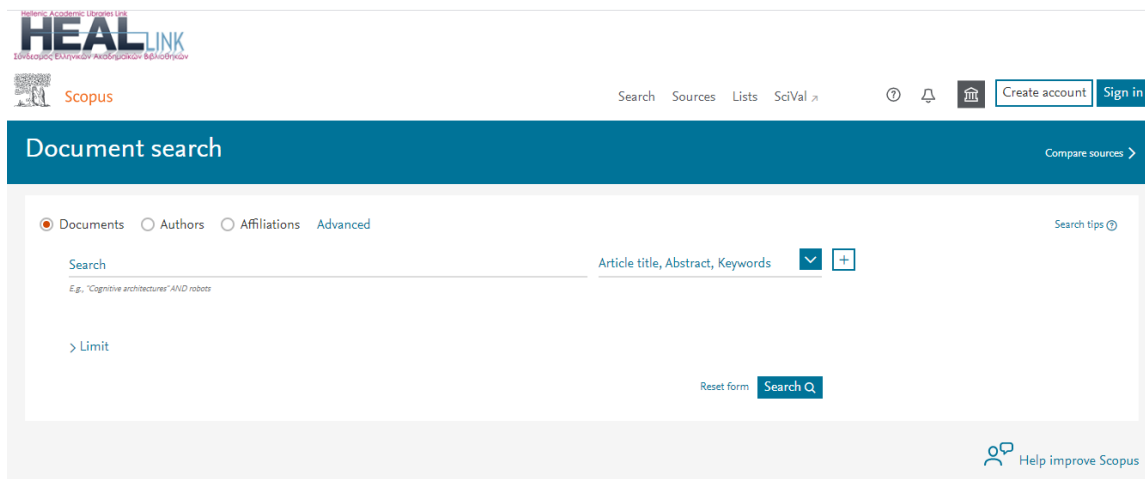 Hellenic Academic Libraries Link
HEAL LINK
Σύνδεσμος Ελληνικών Ακαδημαϊκών Βιβλιοθηκών
Scopus
Search Sources Lists SciVal
Create account Sign in
Document search
Compare sources
Documents Authors Affiliations Advanced
Search tips
Search
Article title, Abstract, Keywords
E.g., "Cognitive architectures" AND robots
Limit
Reset form Search
Help improve Scopus